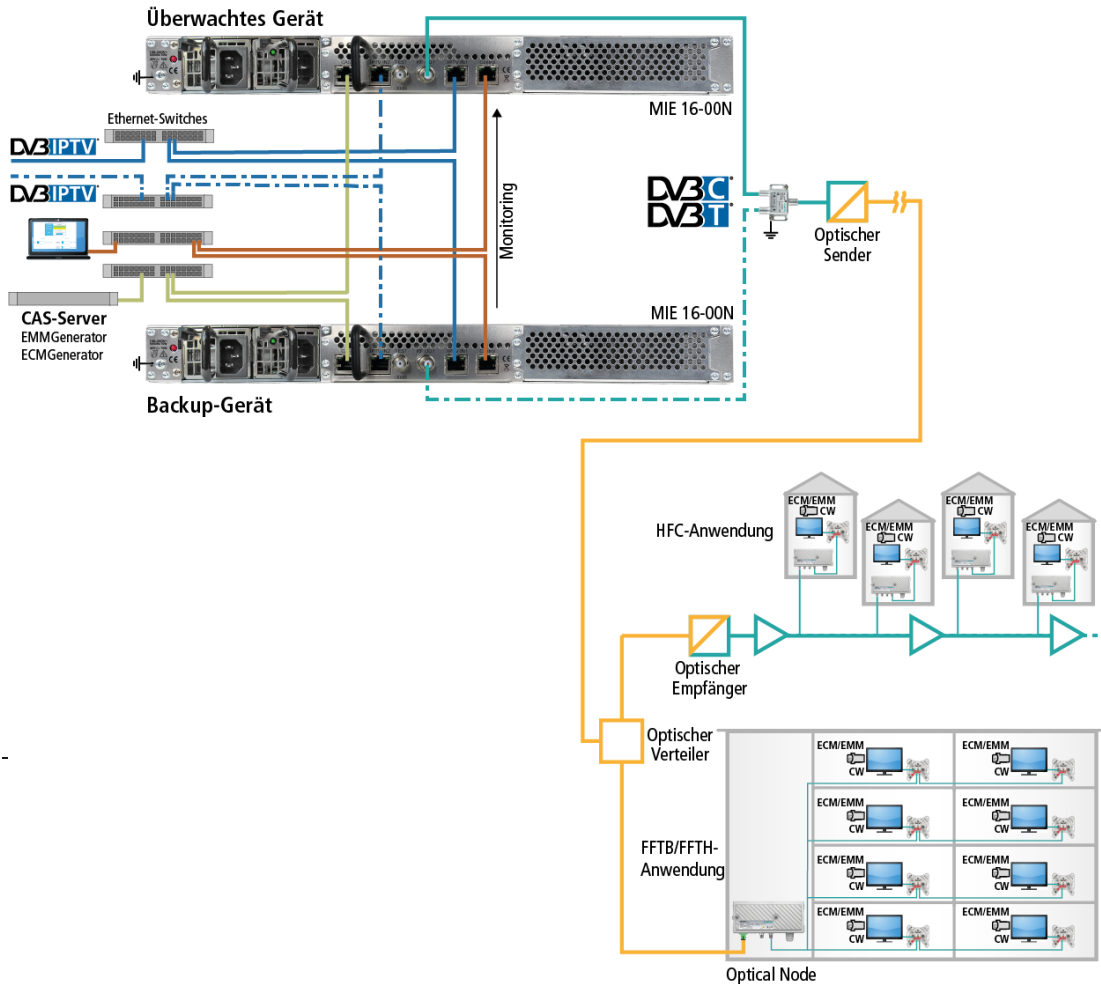 Überwachtes Gerät
MIE 16-00N
Ethernet-Switches
DVB IPTV
DVB IPTV
Monitoring
DVB C
DVB T
Optischer
Sender
CAS-Server
EMMGenerator
ECMGenerator
MIE 16-00N
Backup-Gerät
HFC-Anwendung
ECM/EMM
CW
ECM/EMM
CW
ECM/EMM
CW
ECM/EMM
CW
Optischer
Empfänger
Optischer
Verteiler
FFTB/FFTH-
Anwendung
ECM/EMM
CW
ECM/EMM
CW
ECM/EMM
CW
ECM/EMM
CW
ECM/EMM
CW
ECM/EMM
CW
ECM/EMM
CW
ECM/EMM
CW
Optical Node